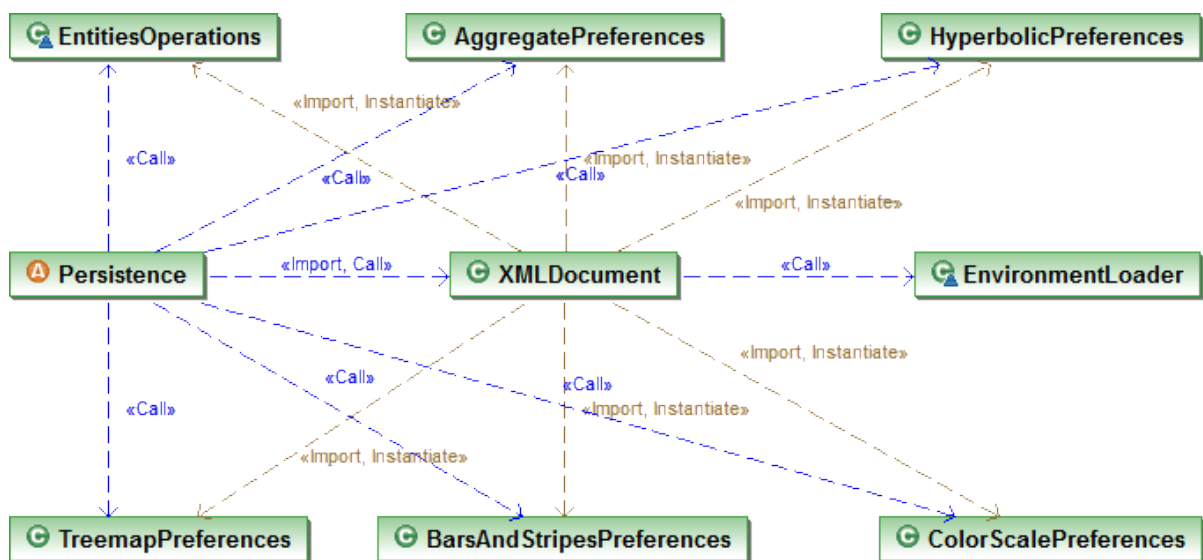 C EntitiesOperations
C AggregatePreferences
C HyperbolicPreferences
«Import, Instantiate»
«Call»
«Call»
«Import, Instantiate»
«Call»
«Import, Instantiate»
A Persistence
«Import, Call»
C XMLDocument
«Call»
C EnvironmentLoader
«Import, Instantiate»
«Call»
«Call»
«Call»
«Import, Instantiate»
«Import, Instantiate»
C TreemapPreferences
C BarsAndStripesPreferences
C ColorScalePreferences